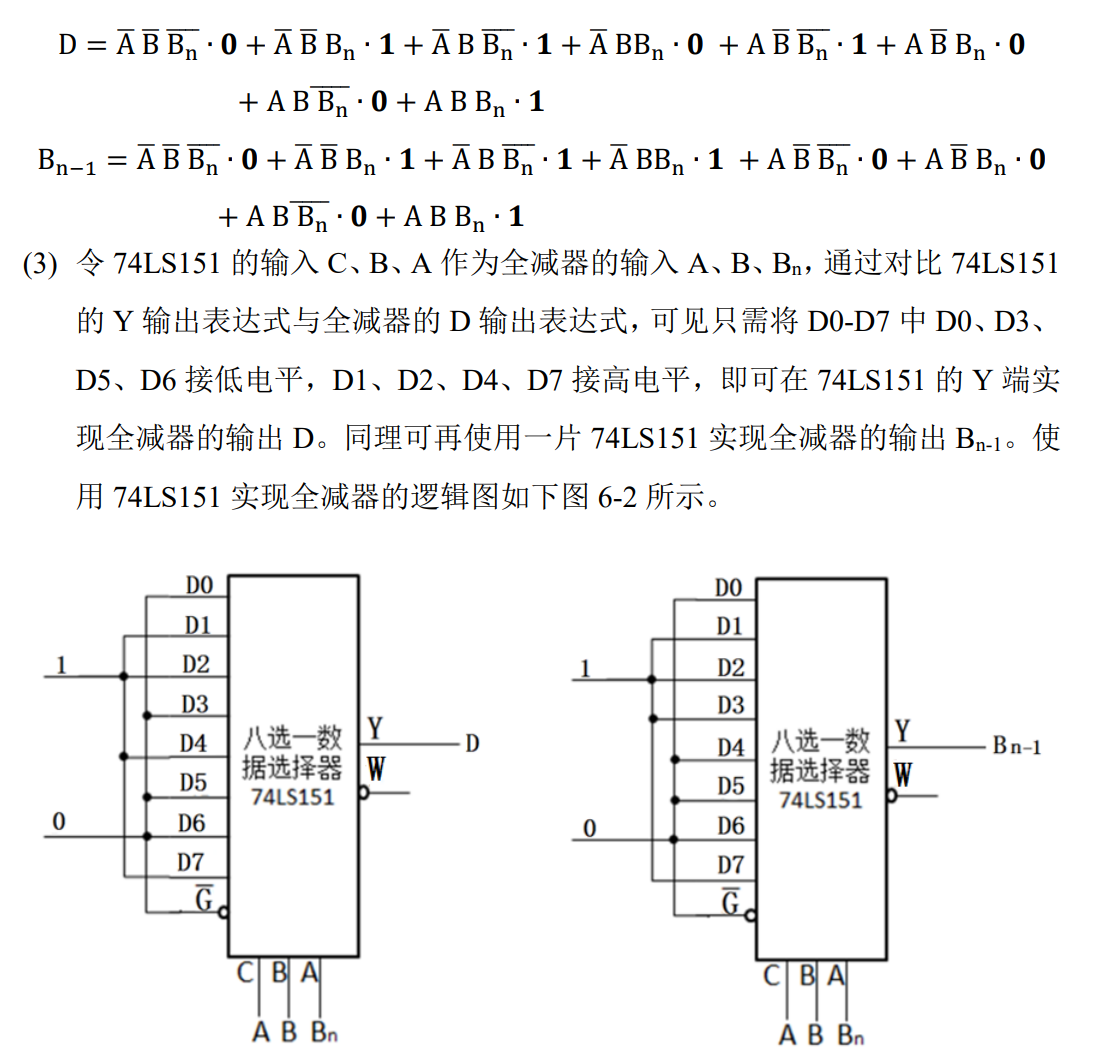 D = A̅ B̅ B̅n̅ · 0 + A̅ B̅ Bn · 1 + A̅ B B̅n̅ · 1 + A̅ BBn · 0 + A B̅ B̅n̅ · 1 + A B̅ Bn · 0
+ A B B̅n̅ · 0 + A B Bn · 1
Bn−1 = A̅ B̅ B̅n̅ · 0 + A̅ B̅ Bn · 1 + A̅ B B̅n̅ · 1 + A̅ BBn · 1 + A B̅ B̅n̅ · 0 + A B̅ Bn · 0
+ A B B̅n̅ · 0 + A B Bn · 1
(3) 令 74LS151 的输入 C、B、A 作为全减器的输入 A、B、Bn，通过对比 74LS151
的 Y 输出表达式与全减器的 D 输出表达式，可见只需将 D0-D7 中 D0、D3、
D5、D6 接低电平，D1、D2、D4、D7 接高电平，即可在 74LS151 的 Y 端实
现全减器的输出 D。同理可再使用一片 74LS151 实现全减器的输出 Bn-1。使
用 74LS151 实现全减器的逻辑图如下图 6-2 所示。
D0
D1
1
D2
D3
D4
D5
0
D6
D7
G̅
八选一数
据选择器
74LS151
Y
D
W
C B A
A B Bn
D0
D1
1
D2
D3
D4
D5
0
D6
D7
G̅
八选一数
据选择器
74LS151
Y
Bn-1
W
C B A
A B Bn